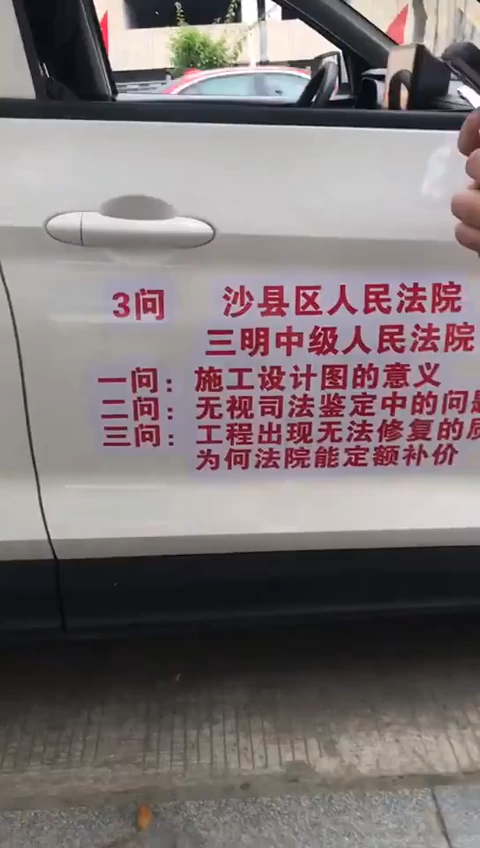 3问 沙县区人民法院
三明中级人民法院
一问：施工设计图的意义
二问：无视司法鉴定中的问是
三问：工程出现无法修复的质
为何法院能定额补价